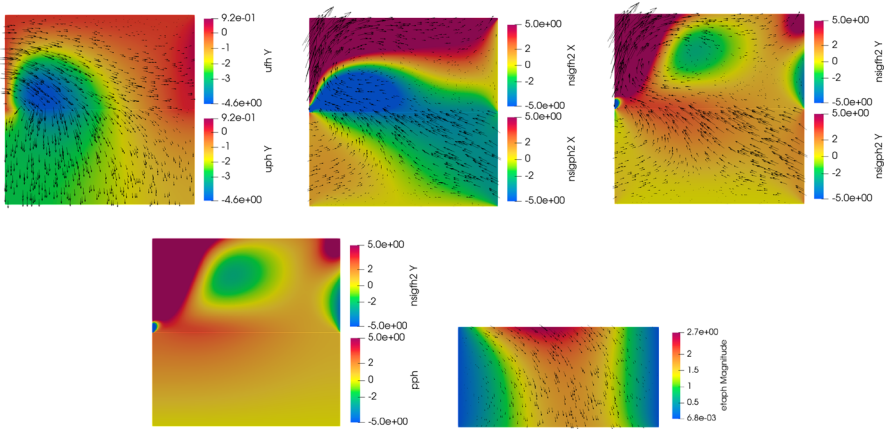 9.2e-01
0
-1
-2
-3
-4.6e+00
ufh Y
9.2e-01
0
-1
-2
-3
-4.6e+00
uph Y
5.0e+00
2
0
-2
-5.0e+00
nsigfh2 X
5.0e+00
2
0
-2
-5.0e+00
nsigph2 X
5.0e+00
2
0
-2
-5.0e+00
nsigfh2 Y
5.0e+00
2
0
-2
-5.0e+00
nsigph2 Y
5.0e+00
2
0
-2
-5.0e+00
nsigfh2 Y
5.0e+00
2
0
-2
-5.0e+00
pph
2.7e+00
2
1.5
1
0.5
6.8e-03
etaph Magnitude